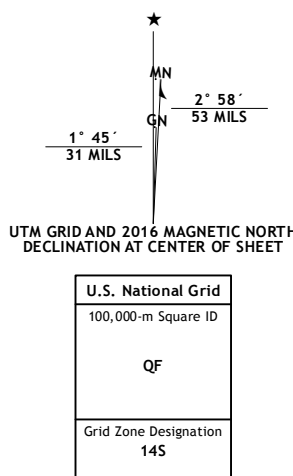 ★
MN
GN
2° 58´
53 MILS
1° 45´
31 MILS
UTM GRID AND 2016 MAGNETIC NORTH
DECLINATION AT CENTER OF SHEET
U.S. National Grid
100,000-m Square ID
QF
Grid Zone Designation
14S